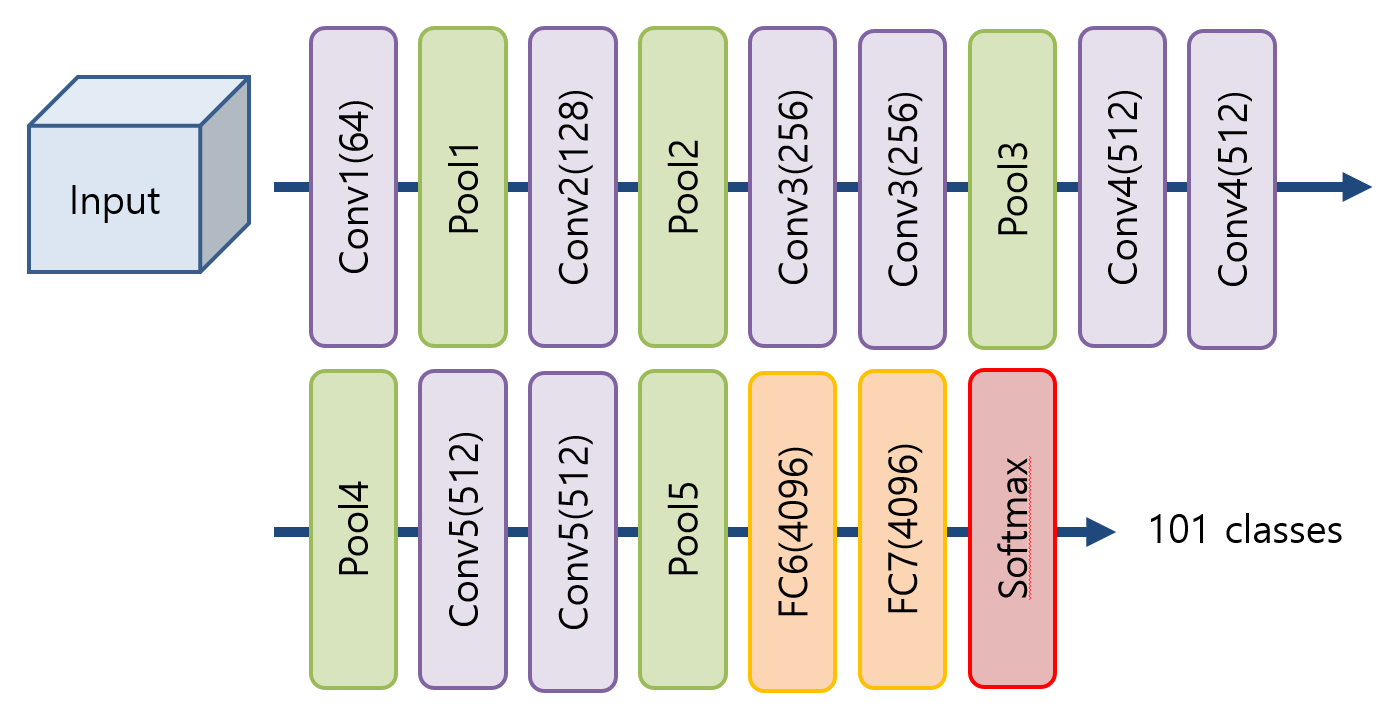 Input
Conv1(64)
Pool1
Conv2(128)
Pool2
Conv3(256)
Conv3(256)
Pool3
Conv4(512)
Conv4(512)
Pool4
Conv5(512)
Conv5(512)
Pool5
FC6(4096)
FC7(4096)
Softmax
101 classes